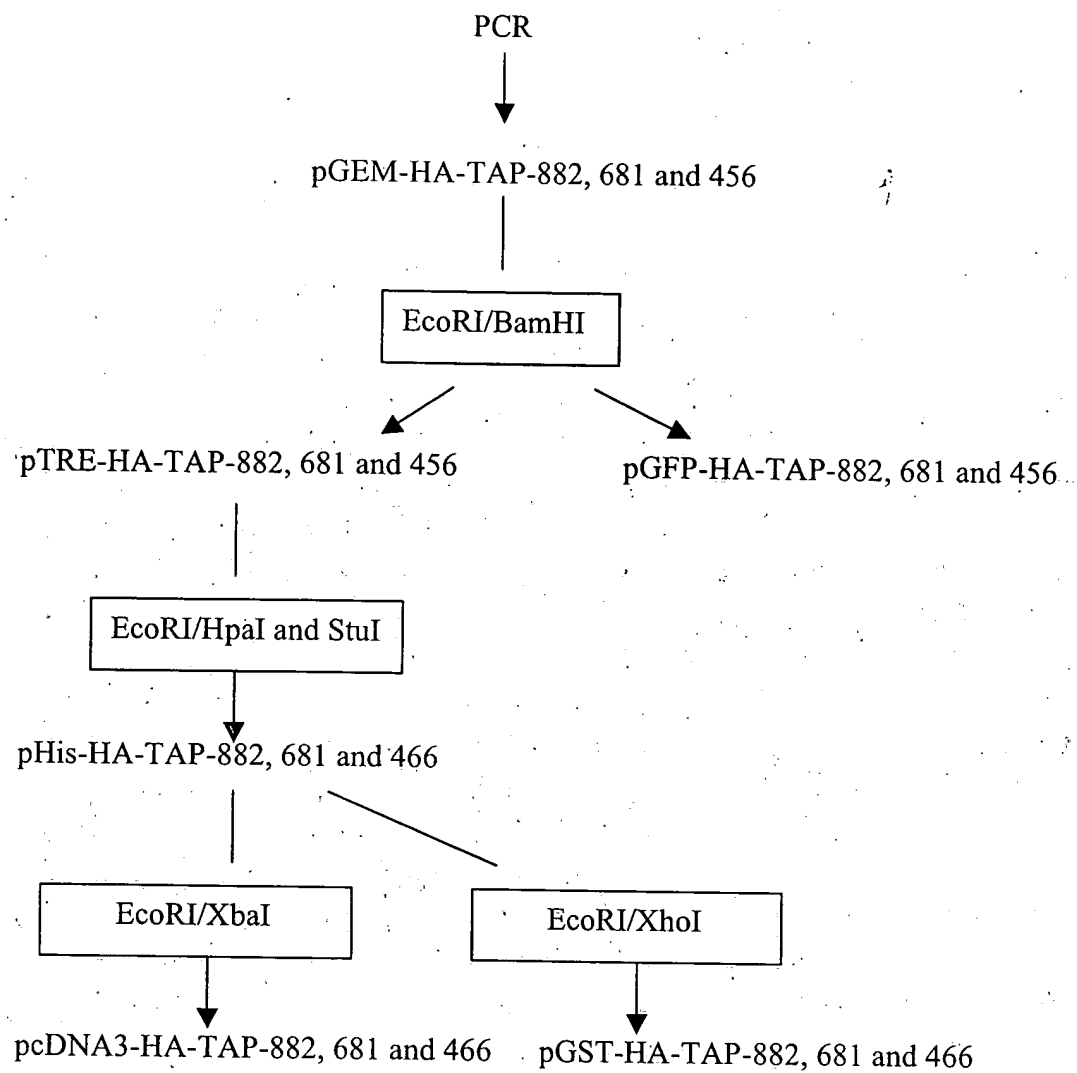 PCR
pGEM-HA-TAP-882, 681 and 456
EcoRI/BamHI
pTRE-HA-TAP-882, 681 and 456
pGFP-HA-TAP-882, 681 and 456
EcoRI/HpaI and StuI
pHis-HA-TAP-882, 681 and 466
EcoRI/XbaI
EcoRI/XhoI
pcDNA3-HA-TAP-882, 681 and 466
pGST-HA-TAP-882, 681 and 466